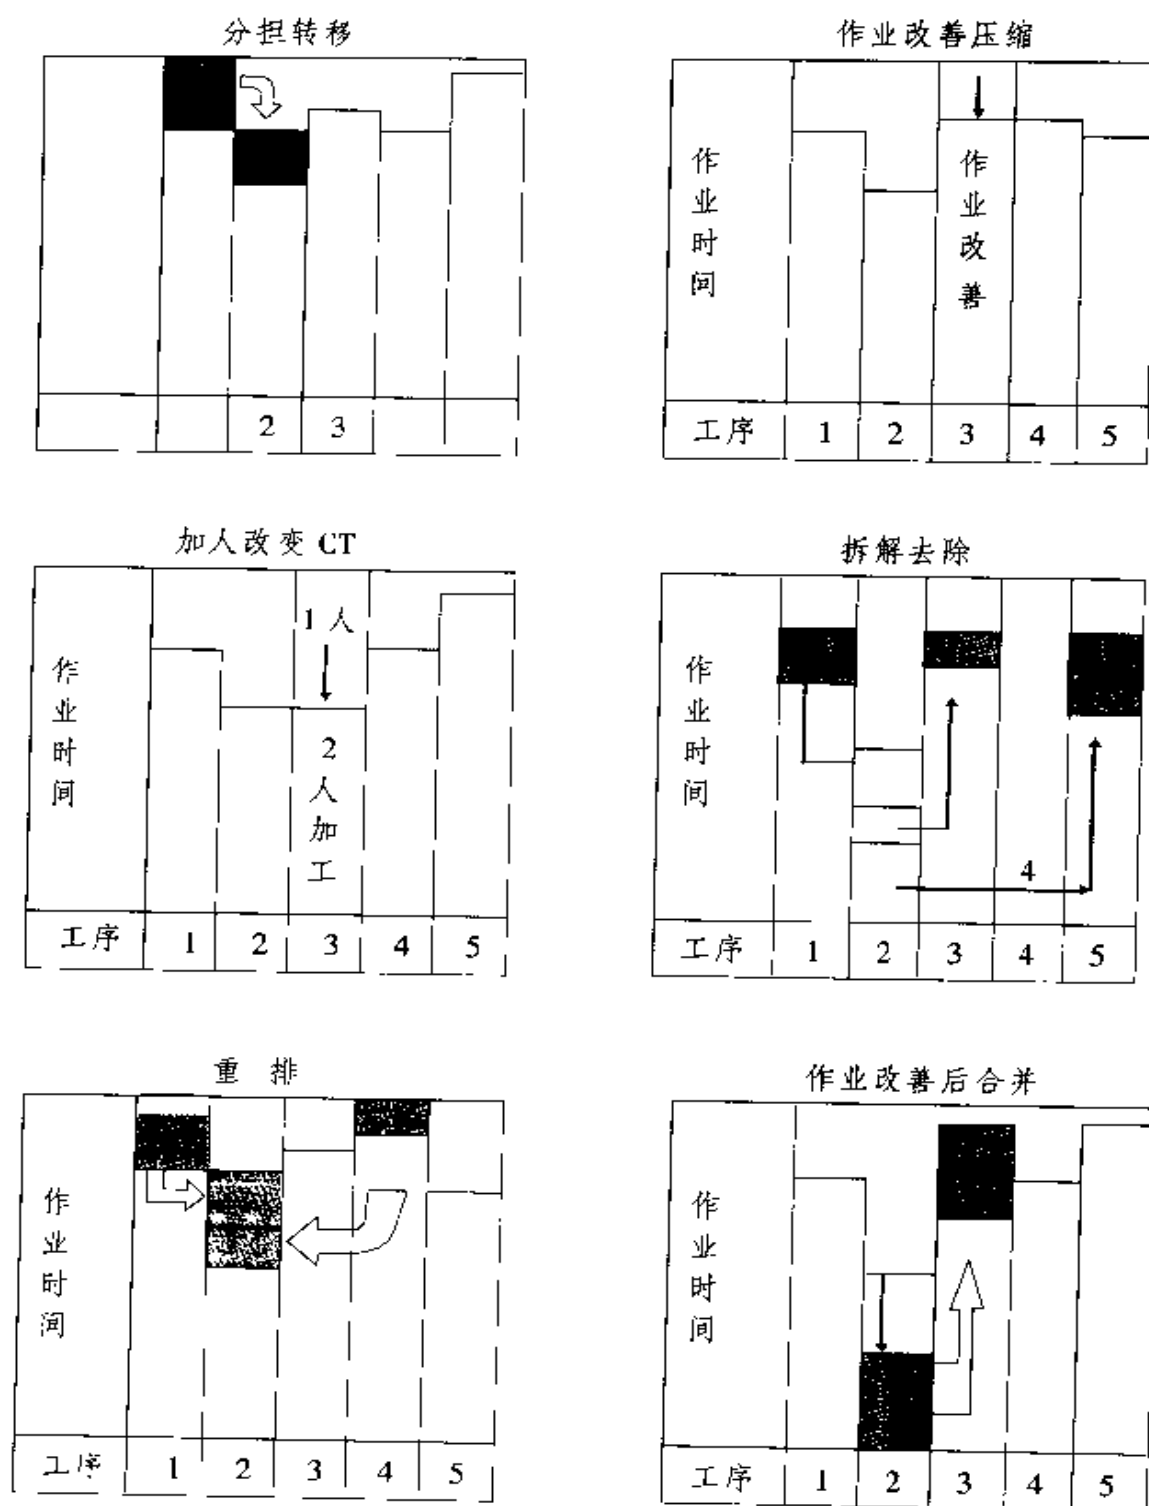 分担转移
2 3
作业改善压缩
作业时间
作业改善
工序 1 2 3 4 5
加人改变 CT
作业时间
1人
2人加工
工序 1 2 3 4 5
拆解去除
作业时间
4
工序 1 2 3 4 5
重 排
作业时间
工序 1 2 3 4 5
作业改善后合并
作业时间
工序 1 2 3 4 5